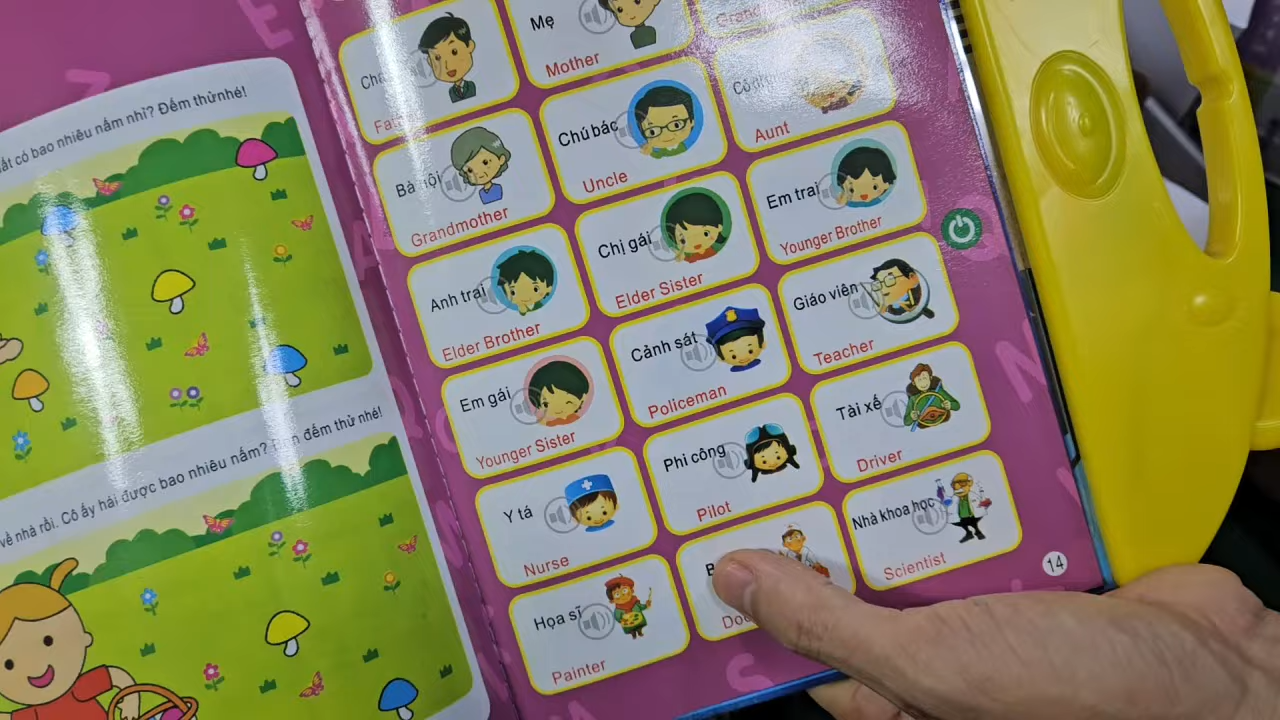 có bao nhiêu nấm nhỉ? Đếm thử nhé!
về nhà rồi. Cô ấy hái được bao nhiêu nấm? đếm thử nhé!
Mẹ
Mother
Chú bác
Uncle
Aunt
Bà nội
Grandmother
Chị gái
Elder Sister
Em trai
Younger Brother
Anh trai
Elder Brother
Cảnh sát
Policeman
Giáo viên
Teacher
Em gái
Younger Sister
Phi công
Pilot
Tài xế
Driver
Y tá
Nurse
Nhà khoa học
Scientist
Họa sĩ
Painter
14